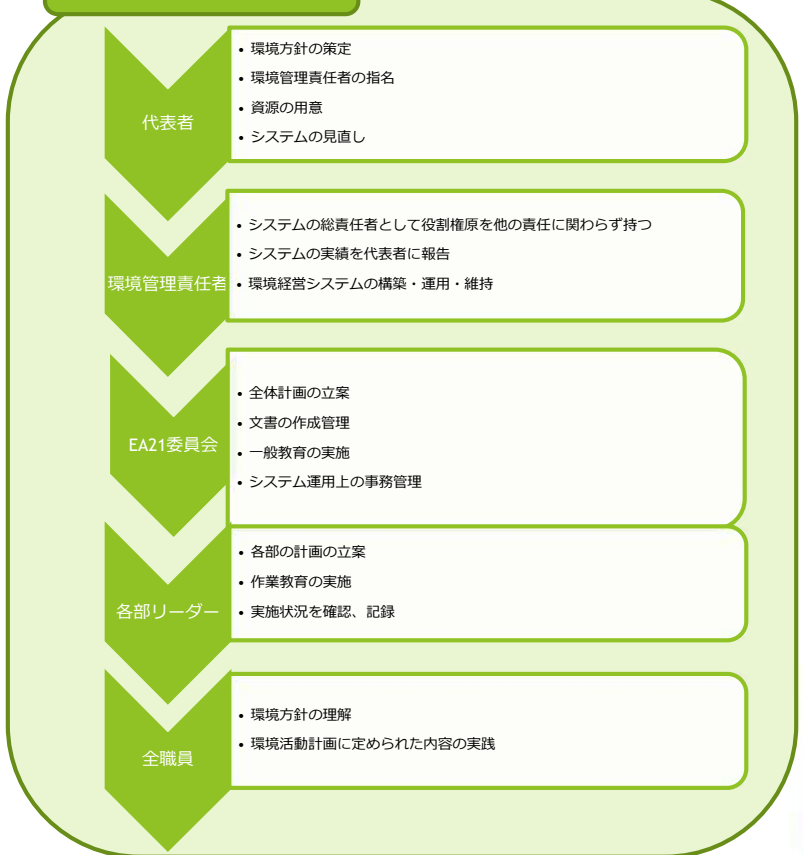 代表者
• 環境方針の策定
• 環境管理責任者の指名
• 資源の用意
• システムの見直し
環境管理責任者
• システムの総責任者として役割権原を他の責任に関わらず持つ
• システムの実績を代表者に報告
• 環境経営システムの構築・運用・維持
EA21委員会
• 全体計画の立案
• 文書の作成管理
• 一般教育の実施
• システム運用上の事務管理
各部リーダー
• 各部の計画の立案
• 作業教育の実施
• 実施状況を確認、記録
全職員
• 環境方針の理解
• 環境活動計画に定められた内容の実践